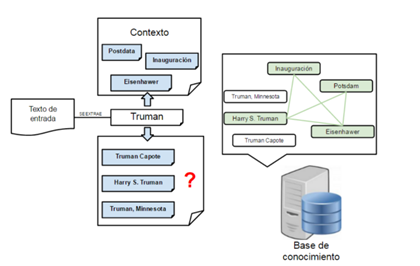 Contexto
Postdata
Inauguración
Eisenhawer
Texto de
entrada
SE EXTRAE
Truman
Truman Capote
Harry S. Truman
?
Truman, Minnesota
Inauguración
Potsdam
Truman, Minnesota
Harry S. Truman
Eisenhawer
Truman Capote
Base de
conocimiento